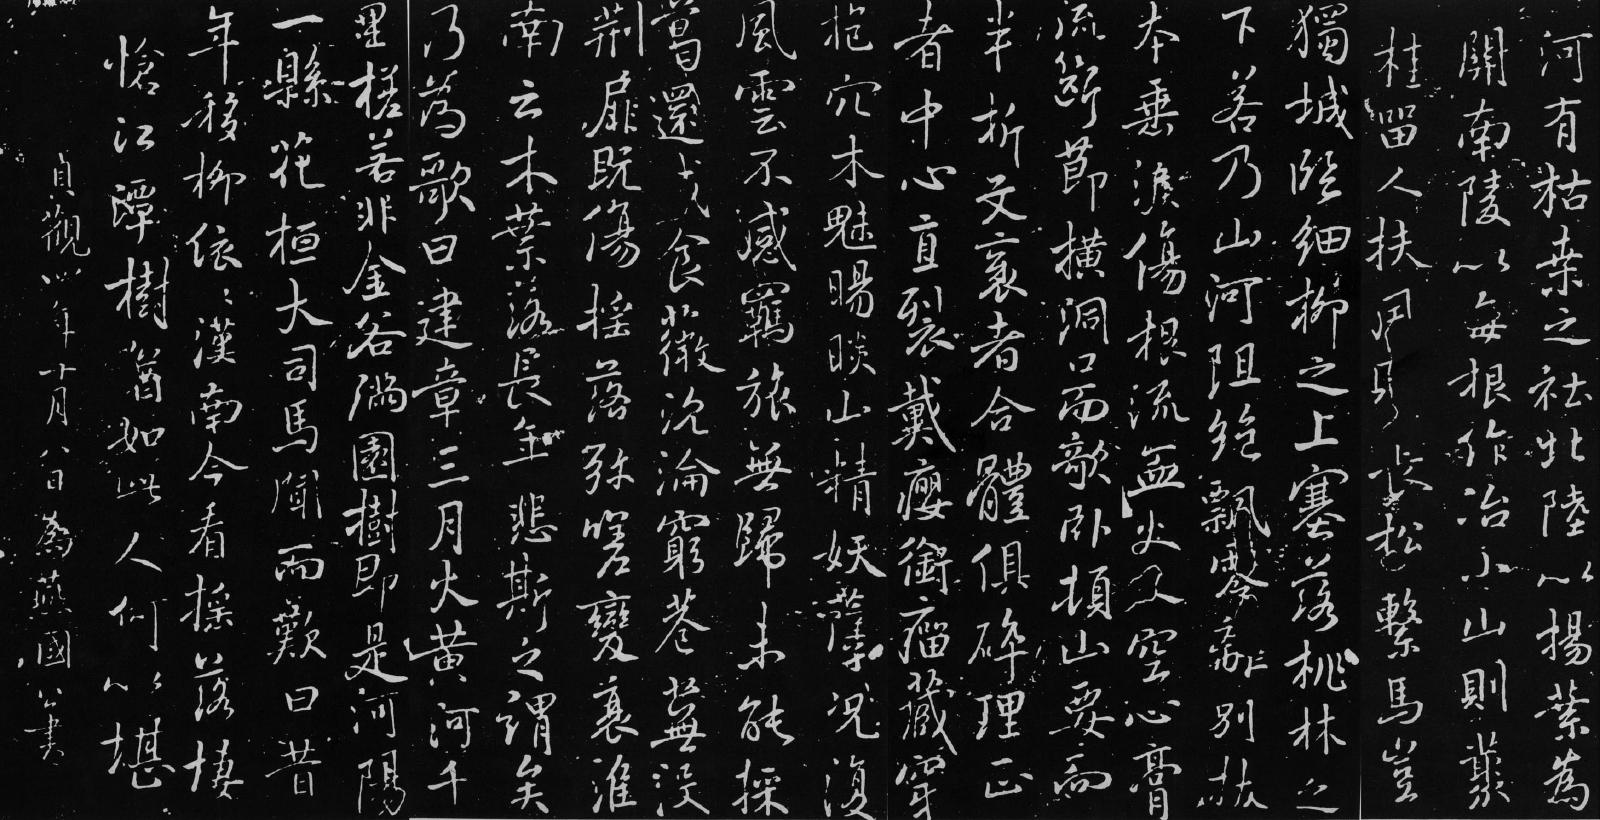 河有枯桑之社北陸以揚葉為
關南陵以每根作冶小山則叢
桂留人扶風則長松繫馬豈
獨城臨細柳之上塞落桃林之
下若乃山河阻絕飄零離別拔
本垂淚傷根流血火入空心膏
流斷節橫洞口而欹卧頓山要而
半折文衰者合體俱碎理正
者中心直裂戴癭銜瘤藏穿
抱穴木魅暘睒山精妖孽況復
風雲不感羈旅無歸未能採
葛還成食薇沉淪窮巷蕪沒
荆扉既傷搖落弥嗟變衰淮
南云木葉落長年悲斯之謂矣
乃為歌曰建章三月火黃河千
里槎若非金谷滿園樹即是河陽
一縣花桓大司馬聞而歎曰昔
年移柳依〻漢南今看搖落悽
愴江潭樹猶如此人何以堪
貞觀四年十月八日為燕國公書